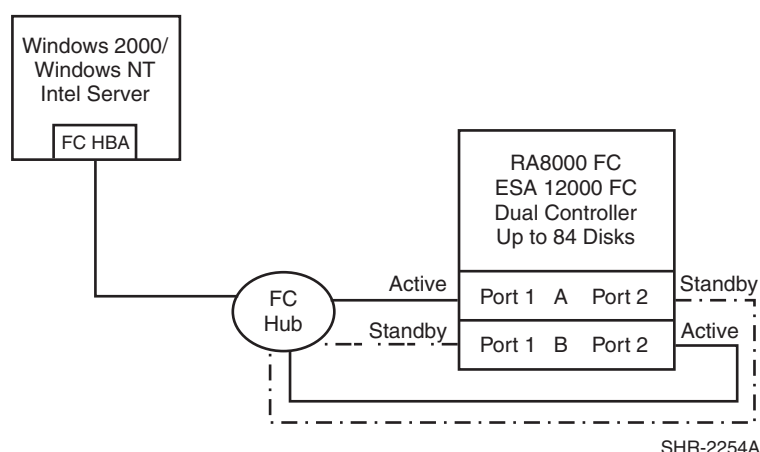 Windows 2000/
Windows NT
Intel Server
FC HBA
RA8000 FC
ESA 12000 FC
Dual Controller
Up to 84 Disks
FC
Hub
Active
Port 1 A Port 2
Standby
Standby
Port 1 B Port 2
Active
SHR-2254A